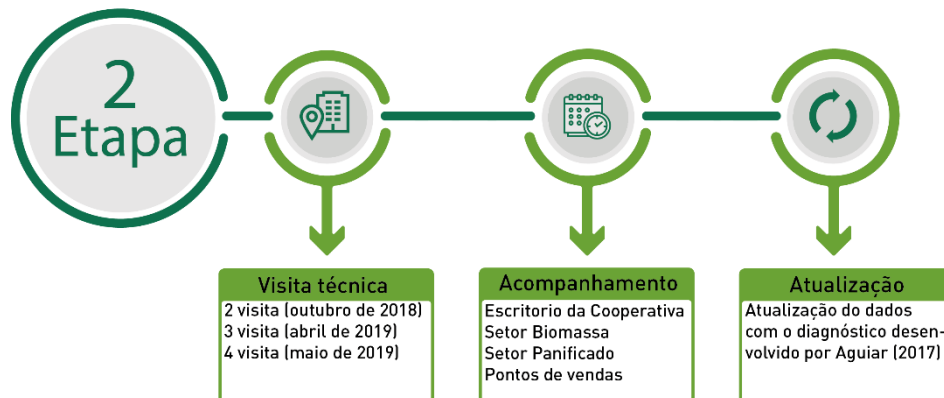 2
Etapa
Visita técnica
2 visita (outubro de 2018)
3 visita (abril de 2019)
4 visita (maio de 2019)
Acompanhamento
Escritorio da Cooperativa
Setor Biomassa
Setor Panificado
Pontos de vendas
Atualização
Atualização do dados
com o diagnóstico desen-
volvido por Aguiar (2017)